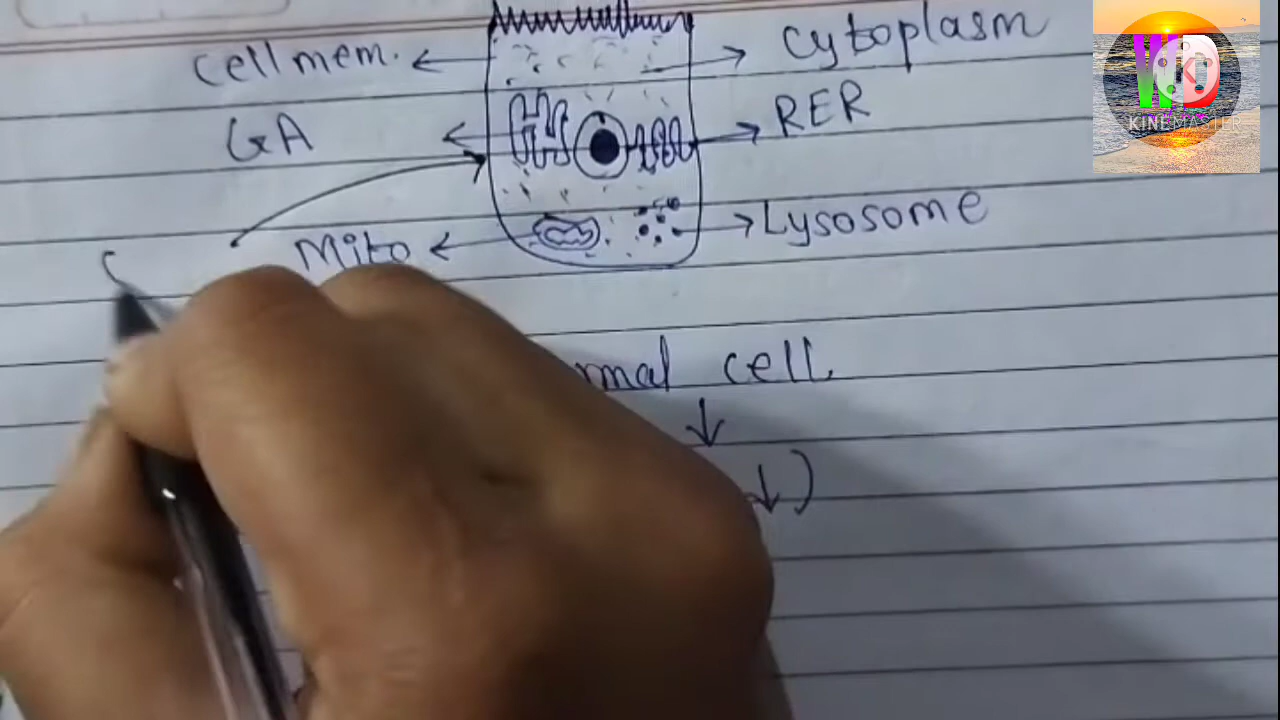 cell mem. ← → Cytoplasm
GA ← → RER
Mito ← → Lysosome
cell
↓
↓)
KINEMASTER